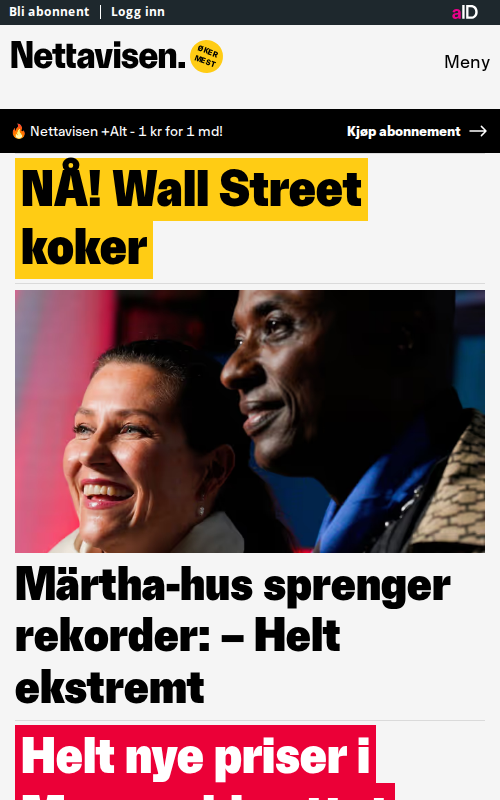 Bli abonnent | Logg inn
aID
Nettavisen.
ØKER
MEST
Meny
🔥 Nettavisen +Alt - 1 kr for 1 md!
Kjøp abonnement →
NÅ! Wall Street
koker
Märtha-hus sprenger
rekorder: – Helt
ekstremt
Helt nye priser i